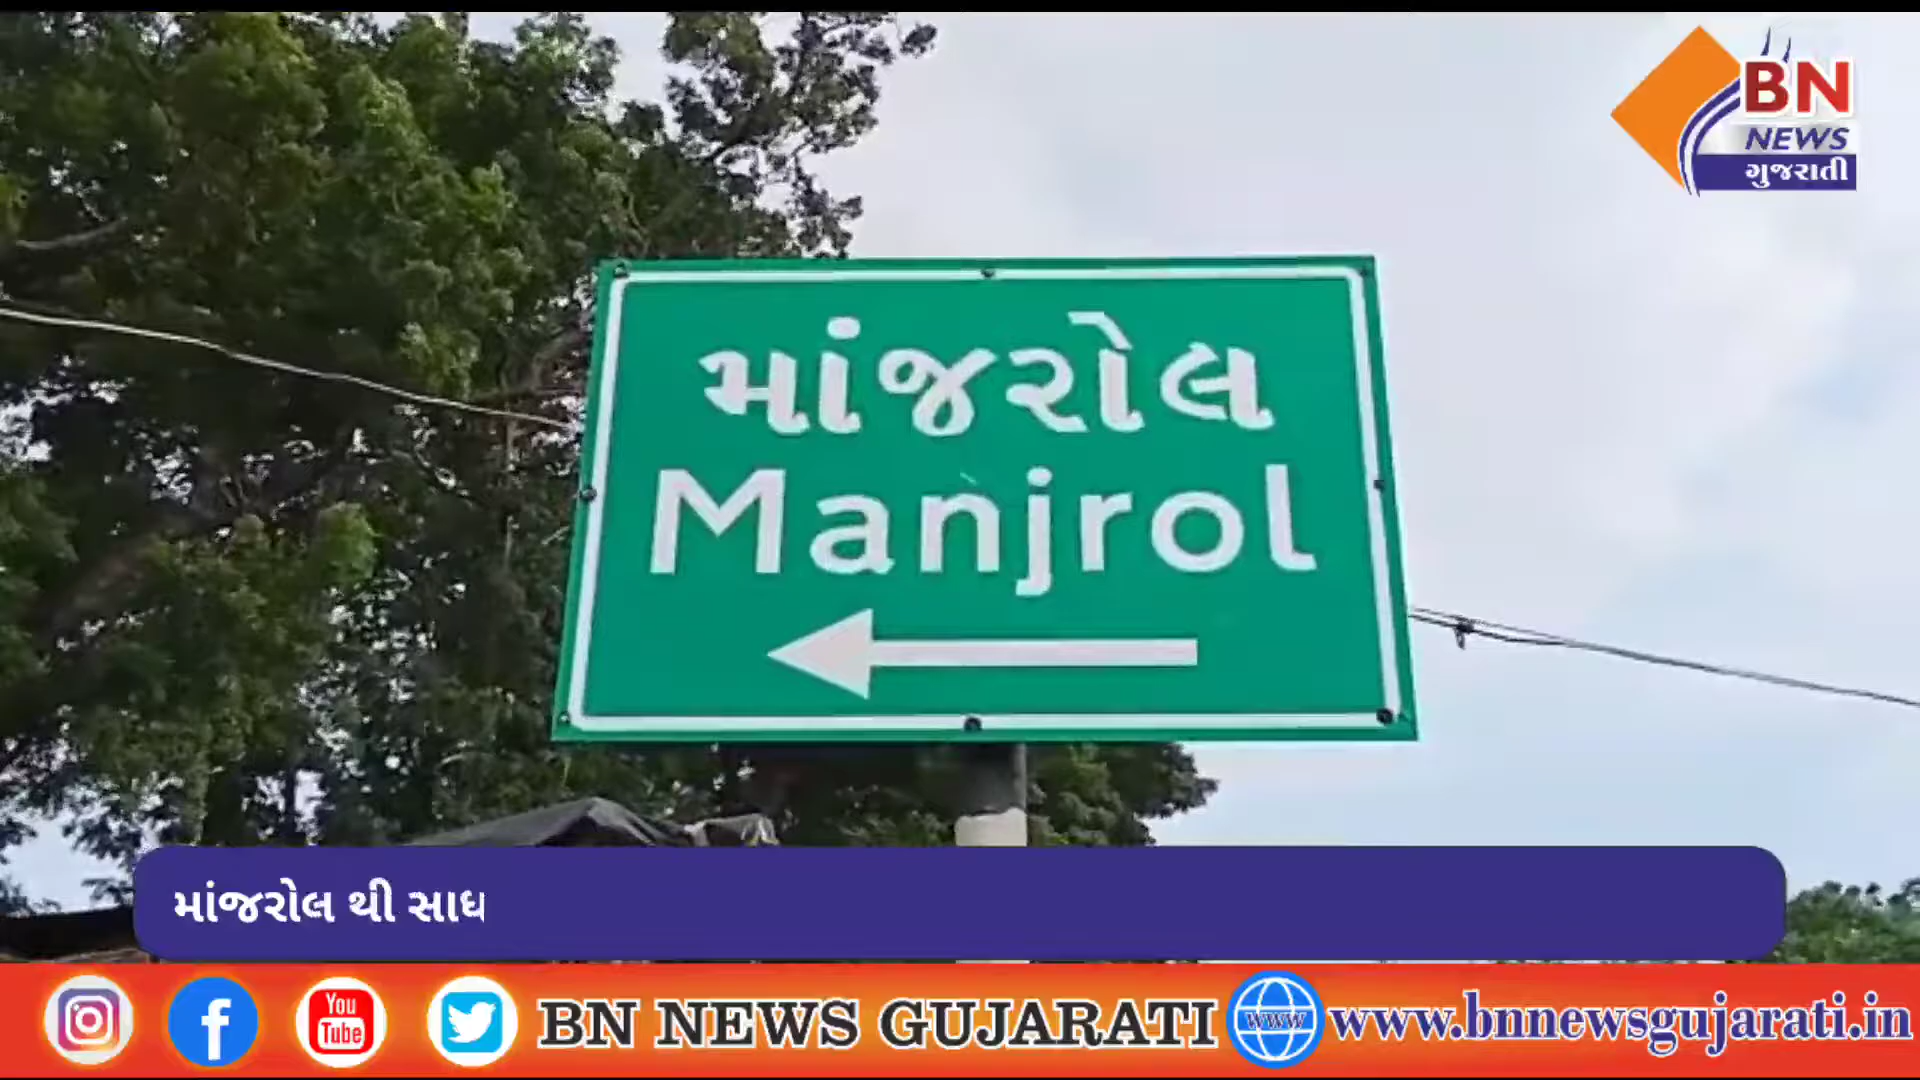 BN
NEWS
ગુજરાતી
માંજરોલ
Manjrol
માંજરોલ થી સાધ
You
Tube
BN NEWS GUJARATI
www
www.bnnewsgujarati.in